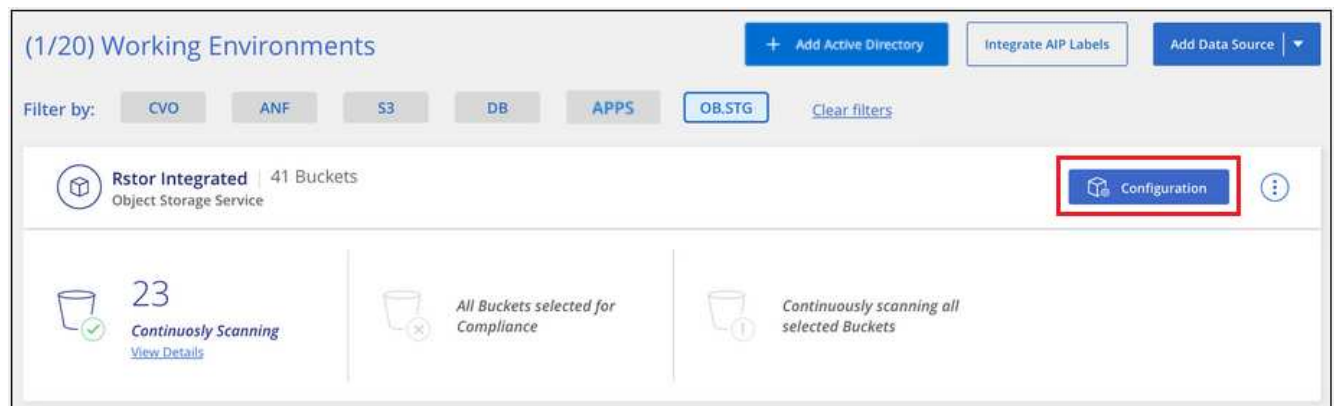 (1/20) Working Environments
+ Add Active Directory
Integrate AIP Labels
Add Data Source
Filter by:
CVO
ANF
S3
DB
APPS
OB.STG
Clear filters
Rstor Integrated | 41 Buckets
Object Storage Service
Configuration
23
Continuosly Scanning
View Details
All Buckets selected for
Compliance
Continuously scanning all
selected Buckets